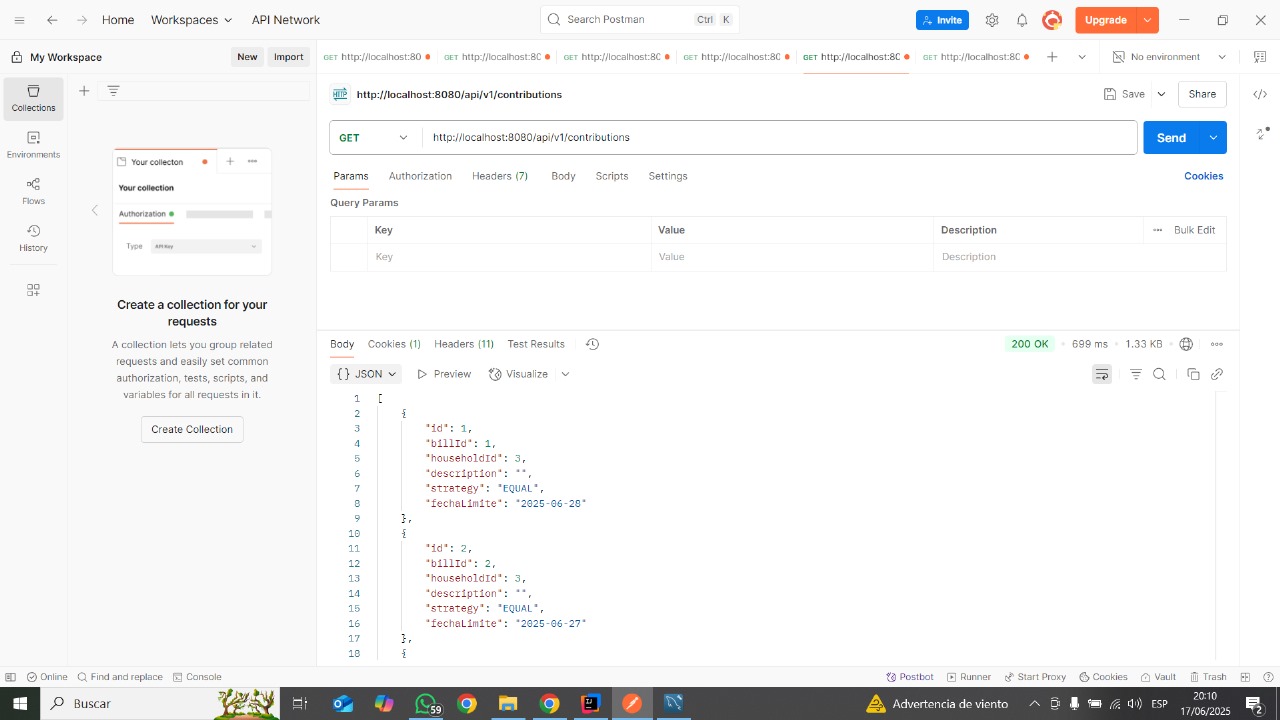 Home Workspaces API Network Search Postman Ctrl K Invite Upgrade
My Workspace New Import GET http://localhost:80 GET http://localhost:80 GET http://localhost:80 GET http://localhost:80 GET http://localhost:80 GET http://localhost:80 No environment
Collections
Environments
Flows
History
Your collecton
Your collection
Authorization
Type API Key
Create a collection for your
requests
A collection lets you group related
requests and easily set common
authorization, tests, scripts, and
variables for all requests in it.
Create Collection
HTTP http://localhost:8080/api/v1/contributions Save Share
GET http://localhost:8080/api/v1/contributions Send
Params Authorization Headers (7) Body Scripts Settings Cookies
Query Params
Key Value Description Bulk Edit
Key Value Description
Body Cookies (1) Headers (11) Test Results 200 OK 699 ms 1.33 KB
{} JSON Preview Visualize
1 [
2 {
3 "id": 1,
4 "billId": 1,
5 "householdId": 3,
6 "description": "",
7 "strategy": "EQUAL",
8 "fechaLimite": "2025-06-28"
9 },
10 {
11 "id": 2,
12 "billId": 2,
13 "householdId": 3,
14 "description": "",
15 "strategy": "EQUAL",
16 "fechaLimite": "2025-06-27"
17 },
18 {
Online Find and replace Console Postbot Runner Start Proxy Cookies Vault Trash
Buscar 59 Advertencia de viento ESP 20:10
17/06/2025 2